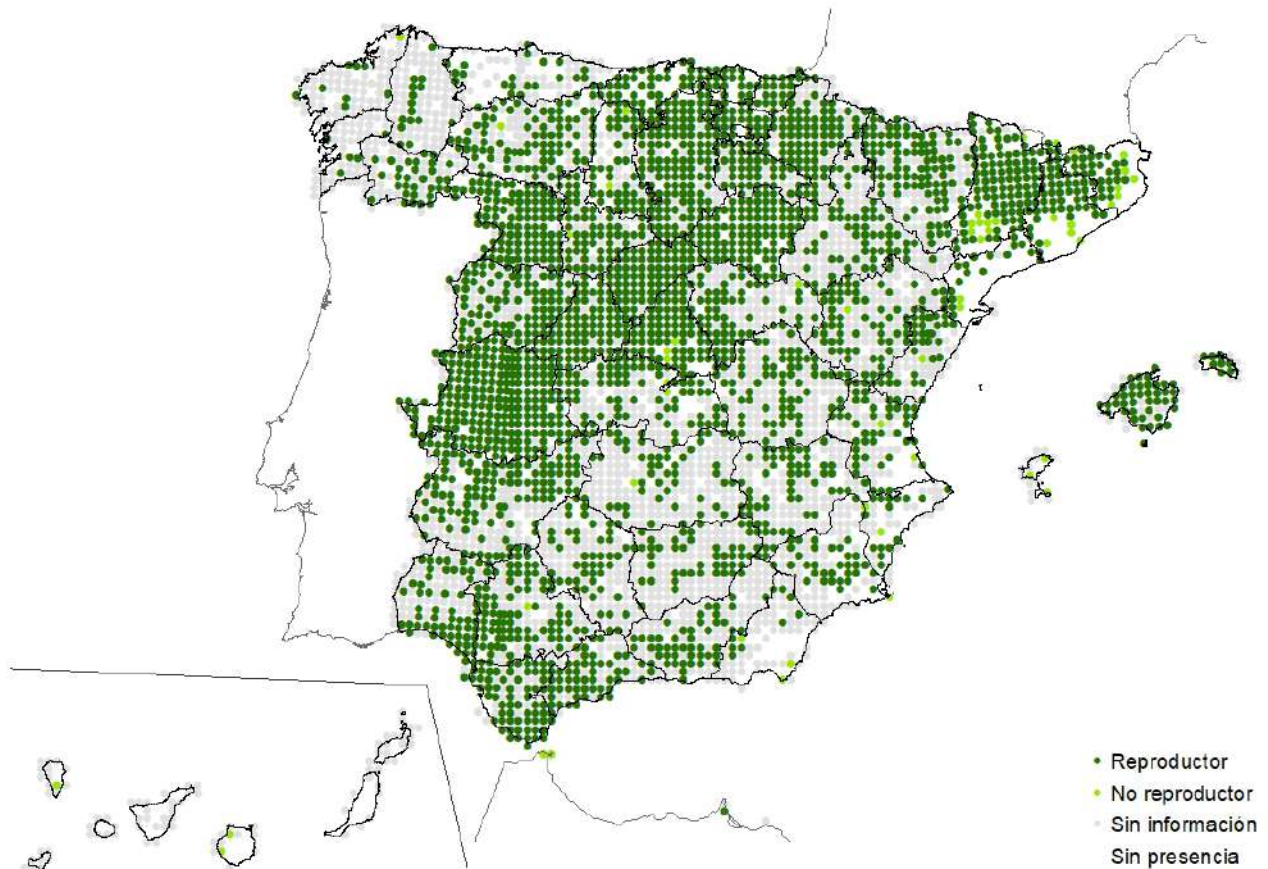 Reproductor
No reproductor
Sin información
Sin presencia